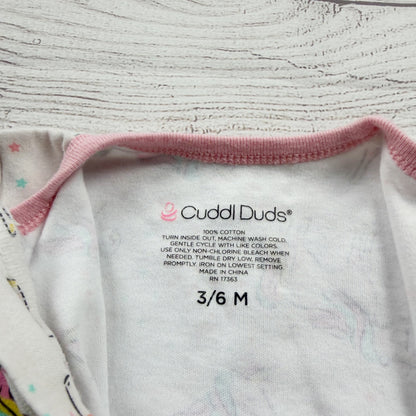 Cuddl Duds®
100% COTTON
TURN INSIDE OUT, MACHINE WASH COLD,
GENTLE CYCLE WITH LIKE COLORS.
USE ONLY NON-CHLORINE BLEACH WHEN
NEEDED. TUMBLE DRY LOW. REMOVE
PROMPTLY. IRON ON LOWEST SETTING.
MADE IN CHINA
RN 17363
3/6 M